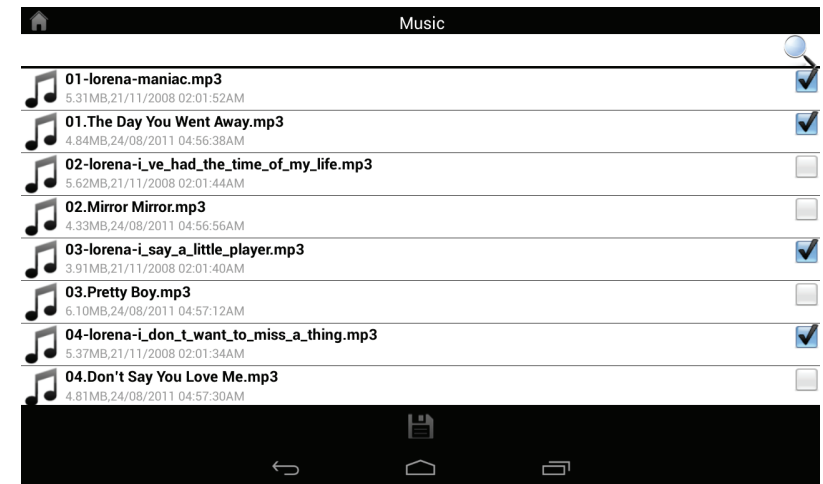 Music
01-lorena-maniac.mp3
5.31MB,21/11/2008 02:01:52AM
01.The Day You Went Away.mp3
4.84MB,24/08/2011 04:56:38AM
02-lorena-i_ve_had_the_time_of_my_life.mp3
5.62MB,21/11/2008 02:01:44AM
02.Mirror Mirror.mp3
4.33MB,24/08/2011 04:56:56AM
03-lorena-i_say_a_little_player.mp3
3.91MB,21/11/2008 02:01:40AM
03.Pretty Boy.mp3
6.10MB,24/08/2011 04:57:12AM
04-lorena-i_don_t_want_to_miss_a_thing.mp3
5.37MB,21/11/2008 02:01:34AM
04.Don't Say You Love Me.mp3
4.81MB,24/08/2011 04:57:30AM